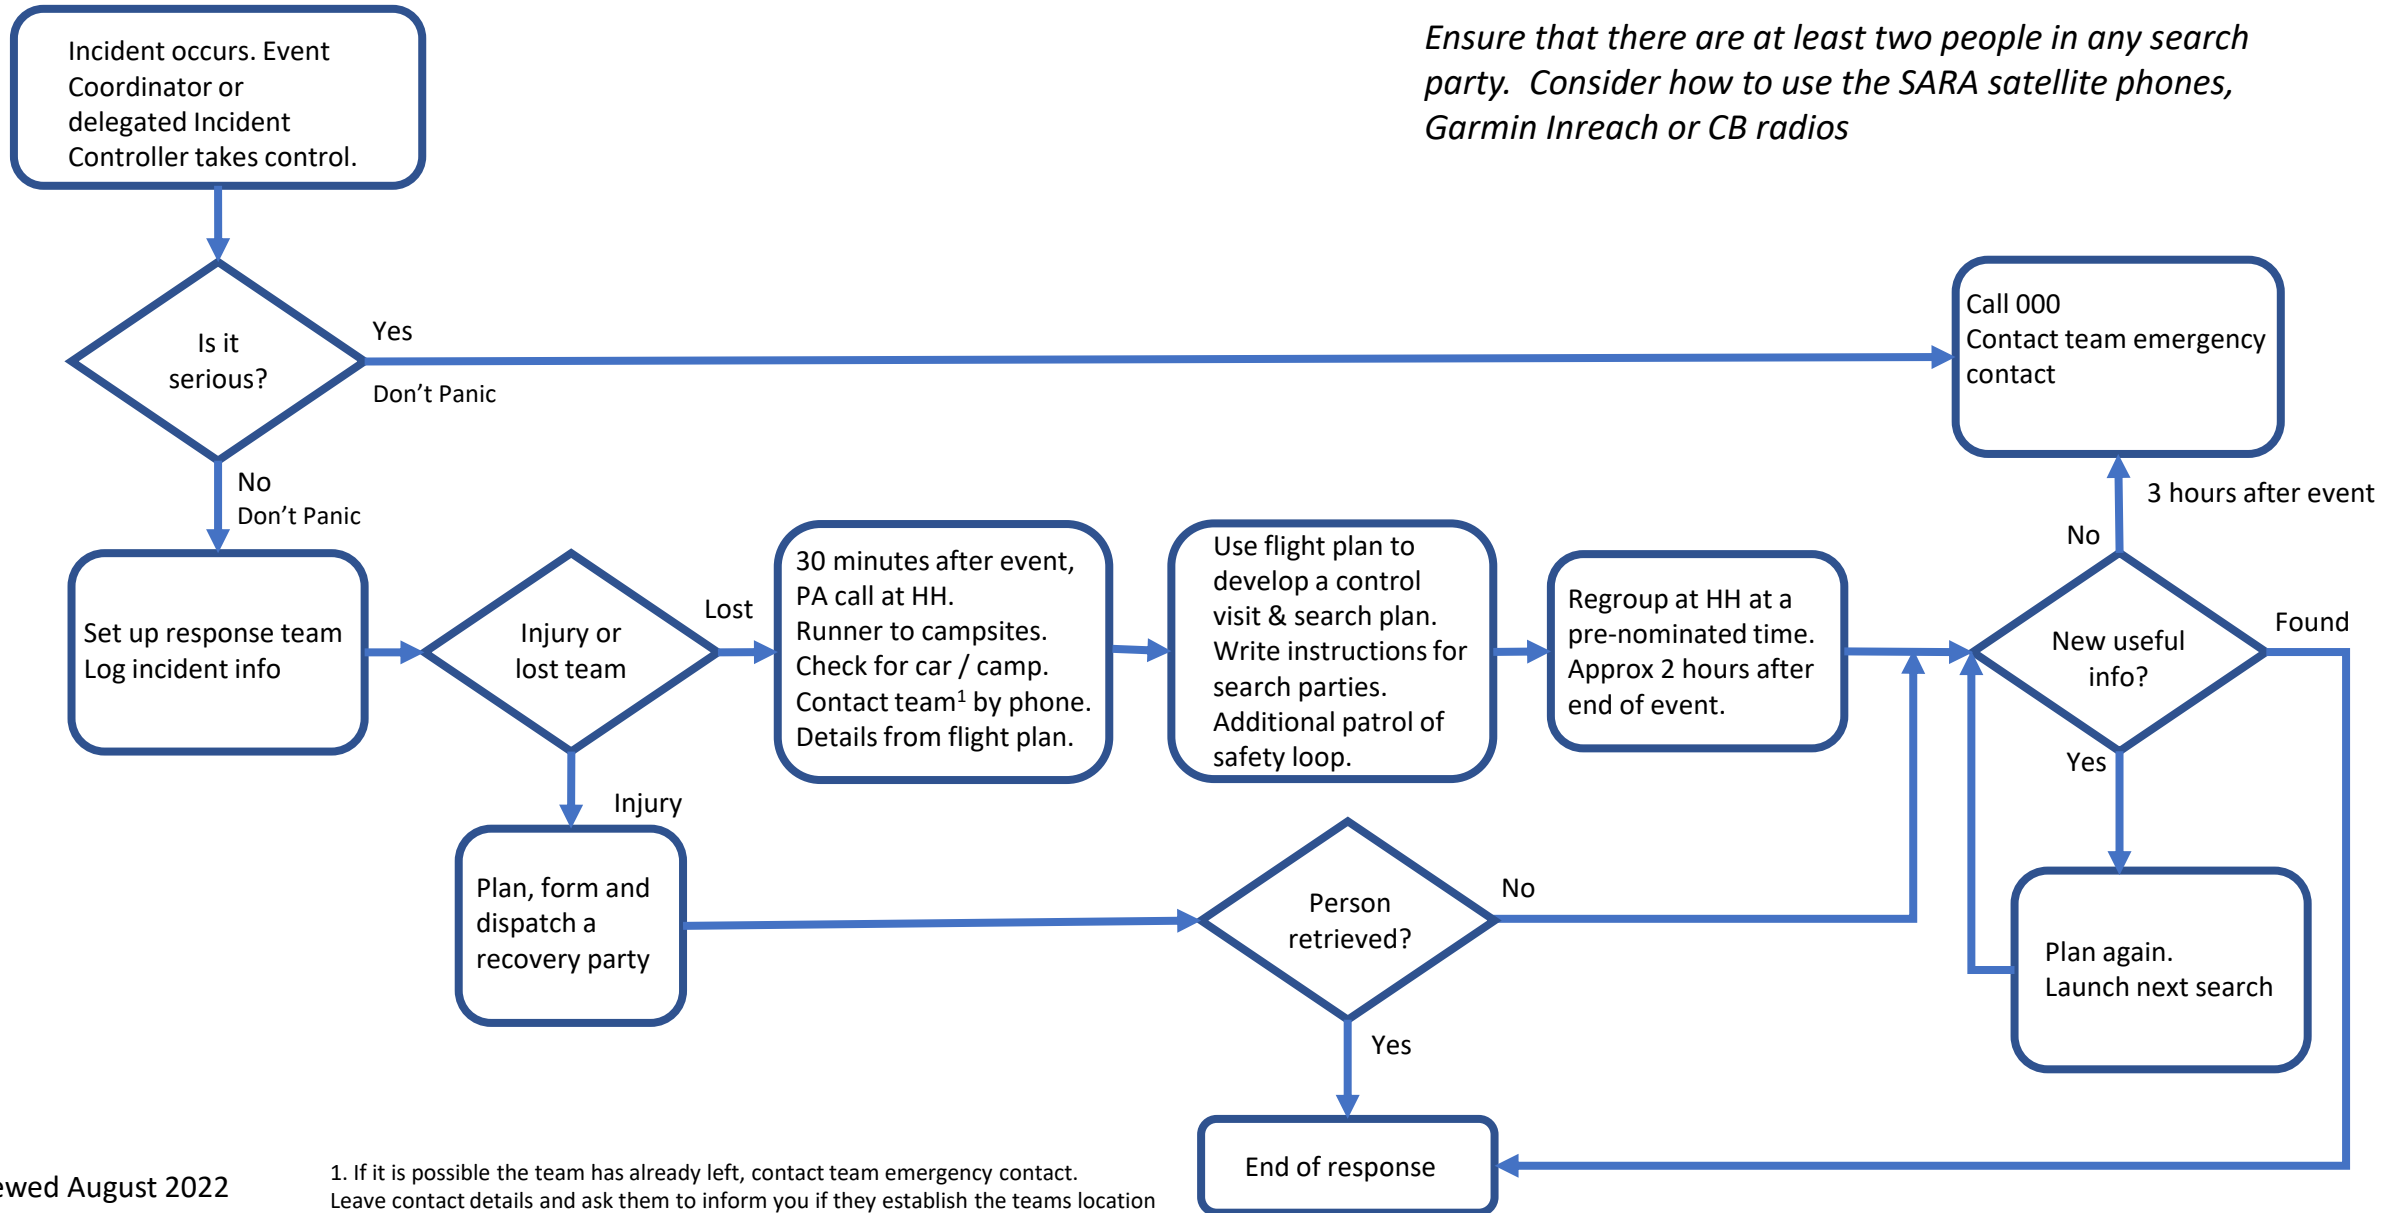 Incident occurs. Event
Coordinator or
delegated Incident
Controller takes control.
Ensure that there are at least two people in any search
party.  Consider how to use the SARA satellite phones,
Garmin Inreach or CB radios
Is it
serious?
Yes
Don’t Panic
Call 000
Contact team emergency
contact
No
Don’t Panic
3 hours after event
No
Set up response team
Log incident info
Injury or
lost team
Lost
30 minutes after event,
PA call at HH.
Runner to campsites.
Check for car / camp.
Contact team¹ by phone.
Details from flight plan.
Use flight plan to
develop a control
visit & search plan.
Write instructions for
search parties.
Additional patrol of
safety loop.
Regroup at HH at a
pre-nominated time.
Approx 2 hours after
end of event.
New useful
info?
Found
Yes
Injury
Plan, form and
dispatch a
recovery party
Person
retrieved?
No
Plan again.
Launch next search
Yes
End of response
August 2022
1. If it is possible the team has already left, contact team emergency contact.
Leave contact details and ask them to inform you if they establish the teams location